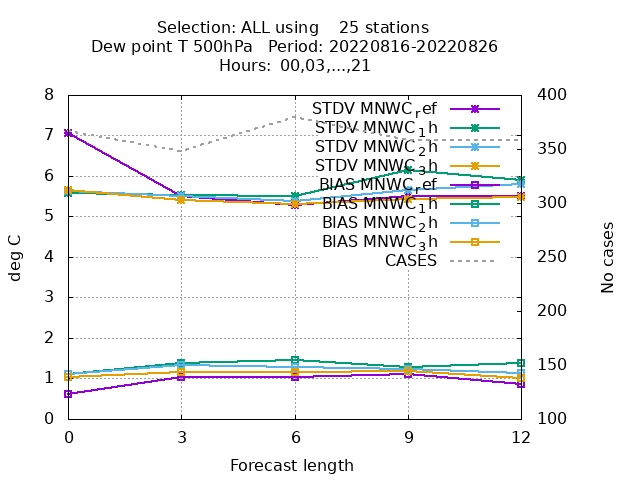 Selection: ALL using 25 stations
Dew point T 500hPa Period: 20220816-20220826
Hours: 00,03,...,21
8 400
STDV MNWC_ref
STDV MNWC_1h
7
350
STDV MNWC_2h
STDV MNWC_3h
6
BIAS MNWC_ref
BIAS MNWC_1h
300
5
BIAS MNWC_2h
BIAS MNWC_3h
CASES
4 250
3
200
2
150
1
0 100
0 3 6 9 12
Forecast length
deg C
No cases